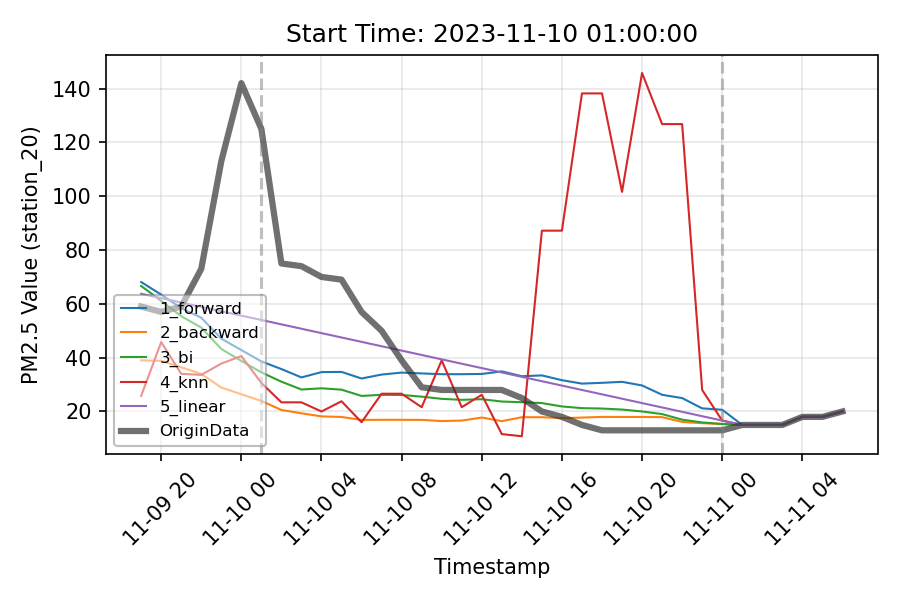 Start Time: 2023-11-10 01:00:00
PM2.5 Value (station_20)
140
120
100
80
60
40
20
1_forward
2_backward
3_bi
4_knn
5_linear
OriginData
11-09 20
11-10 00
11-10 04
11-10 08
11-10 12
11-10 16
11-10 20
11-11 00
11-11 04
Timestamp